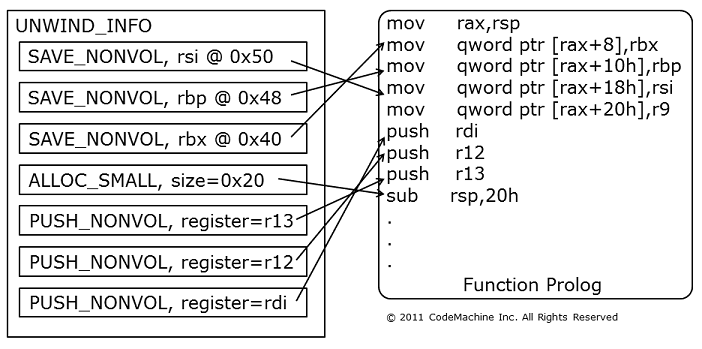 UNWIND_INFO
SAVE_NONVOL, rsi @ 0x50
SAVE_NONVOL, rbp @ 0x48
SAVE_NONVOL, rbx @ 0x40
ALLOC_SMALL, size=0x20
PUSH_NONVOL, register=r13
PUSH_NONVOL, register=r12
PUSH_NONVOL, register=rdi
mov rax,rsp
mov qword ptr [rax+8],rbx
mov qword ptr [rax+10h],rbp
mov qword ptr [rax+18h],rsi
mov qword ptr [rax+20h],r9
push rdi
push r12
push r13
sub rsp,20h
.
.
.
Function Prolog
© 2011 CodeMachine Inc. All Rights Reserved